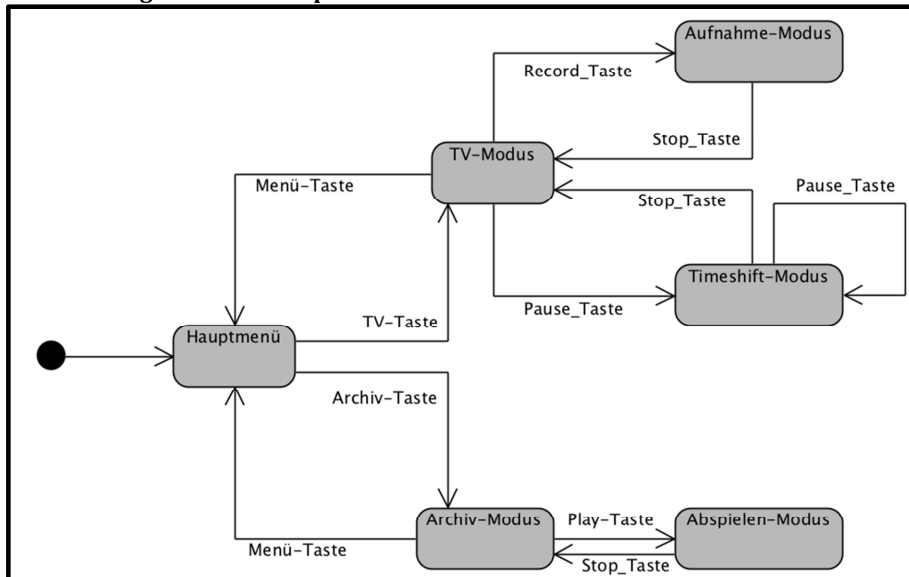 Aufnahme-Modus
Record_Taste
Stop_Taste
TV-Modus
Menü-Taste
Pause_Taste
Stop_Taste
Timeshift-Modus
Pause_Taste
TV-Taste
Hauptmenü
Archiv-Taste
Archiv-Modus
Play-Taste
Abspielen-Modus
Menü-Taste
Stop_Taste